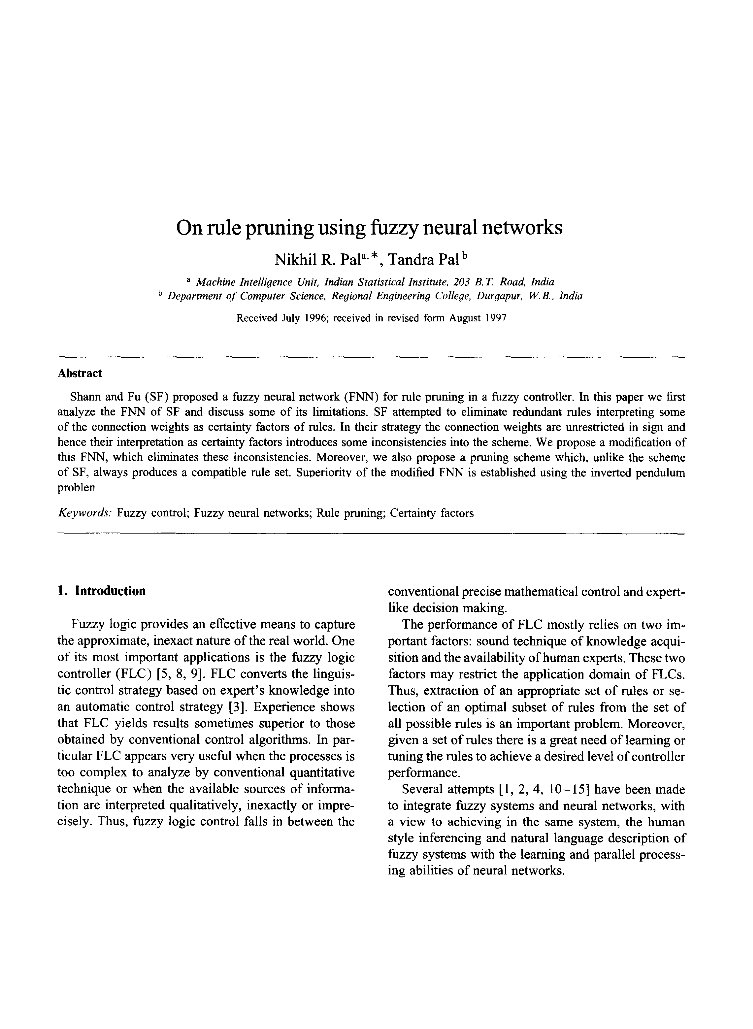 On rule pruning using fuzzy neural networks
Nikhil R. Pal a,*, Tandra Pal b
a Machine Intelligence Unit, Indian Statistical Institute, 203 B.T. Road, India
b Department of Computer Science, Regional Engineering College, Durgapur, W.B., India
Received July 1996; received in revised form August 1997
Abstract
Shann and Fu (SF) proposed a fuzzy neural network (FNN) for rule pruning in a fuzzy controller. In this paper we first
analyze the FNN of SF and discuss some of its limitations. SF attempted to eliminate redundant rules interpreting some
of the connection weights as certainty factors of rules. In their strategy the connection weights are unrestricted in sign and
hence their interpretation as certainty factors introduces some inconsistencies into the scheme. We propose a modification of
this FNN, which eliminates these inconsistencies. Moreover, we also propose a pruning scheme which, unlike the scheme
of SF, always produces a compatible rule set. Superiority of the modified FNN is established using the inverted pendulum
problen
Keywords: Fuzzy control; Fuzzy neural networks; Rule pruning; Certainty factors
1. Introduction
Fuzzy logic provides an effective means to capture
the approximate, inexact nature of the real world. One
of its most important applications is the fuzzy logic
controller (FLC) [5, 8, 9]. FLC converts the linguis-
tic control strategy based on expert's knowledge into
an automatic control strategy [3]. Experience shows
that FLC yields results sometimes superior to those
obtained by conventional control algorithms. In par-
ticular FLC appears very useful when the processes is
too complex to analyze by conventional quantitative
technique or when the available sources of informa-
tion are interpreted qualitatively, inexactly or impre-
cisely. Thus, fuzzy logic control falls in between the
conventional precise mathematical control and expert-
like decision making.
The performance of FLC mostly relies on two im-
portant factors: sound technique of knowledge acqui-
sition and the availability of human experts. These two
factors may restrict the application domain of FLCs.
Thus, extraction of an appropriate set of rules or se-
lection of an optimal subset of rules from the set of
all possible rules is an important problem. Moreover,
given a set of rules there is a great need of learning or
tuning the rules to achieve a desired level of controller
performance.
Several attempts [1, 2, 4, 10-15] have been made
to integrate fuzzy systems and neural networks, with
a view to achieving in the same system, the human
style inferencing and natural language description of
fuzzy systems with the learning and parallel process-
ing abilities of neural networks.